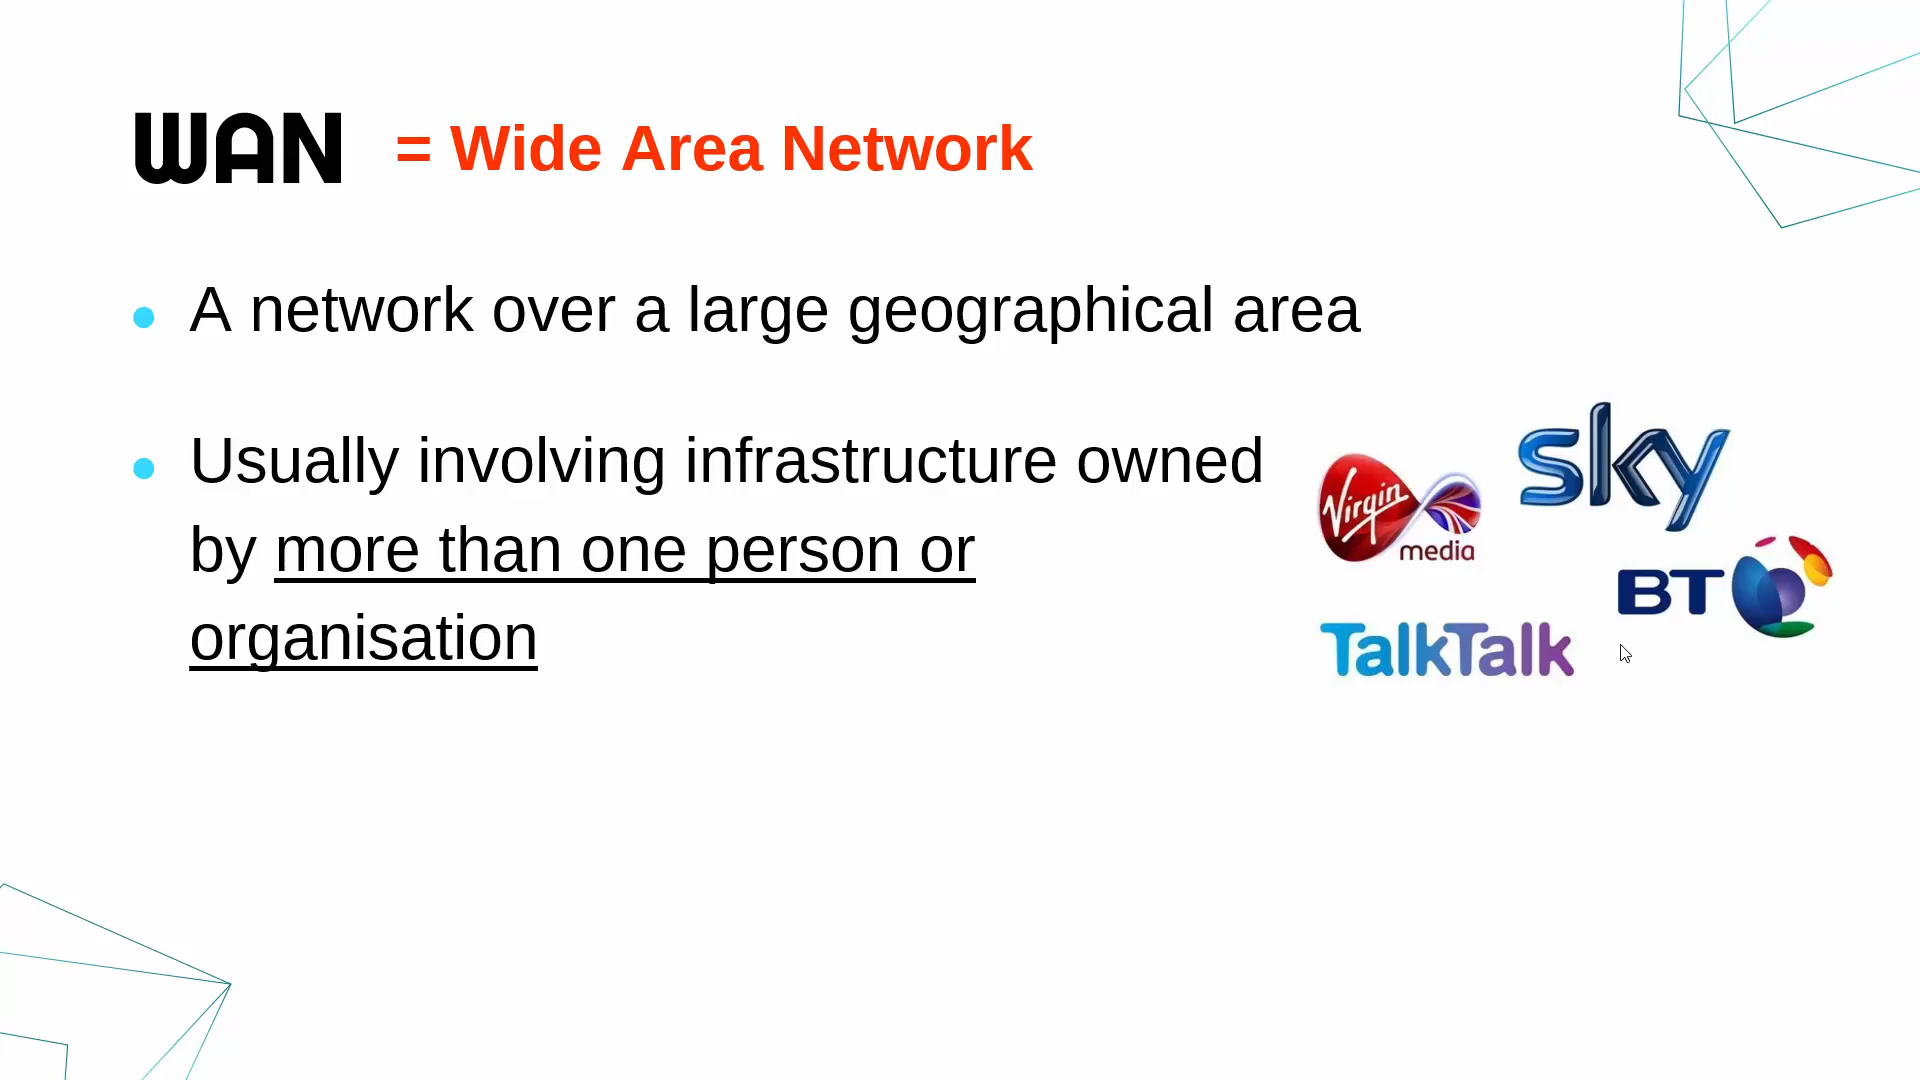 WAN = Wide Area Network
A network over a large geographical area
Usually involving infrastructure owned
by more than one person or
organisation
sky
Virgin
media
BT
TalkTalk